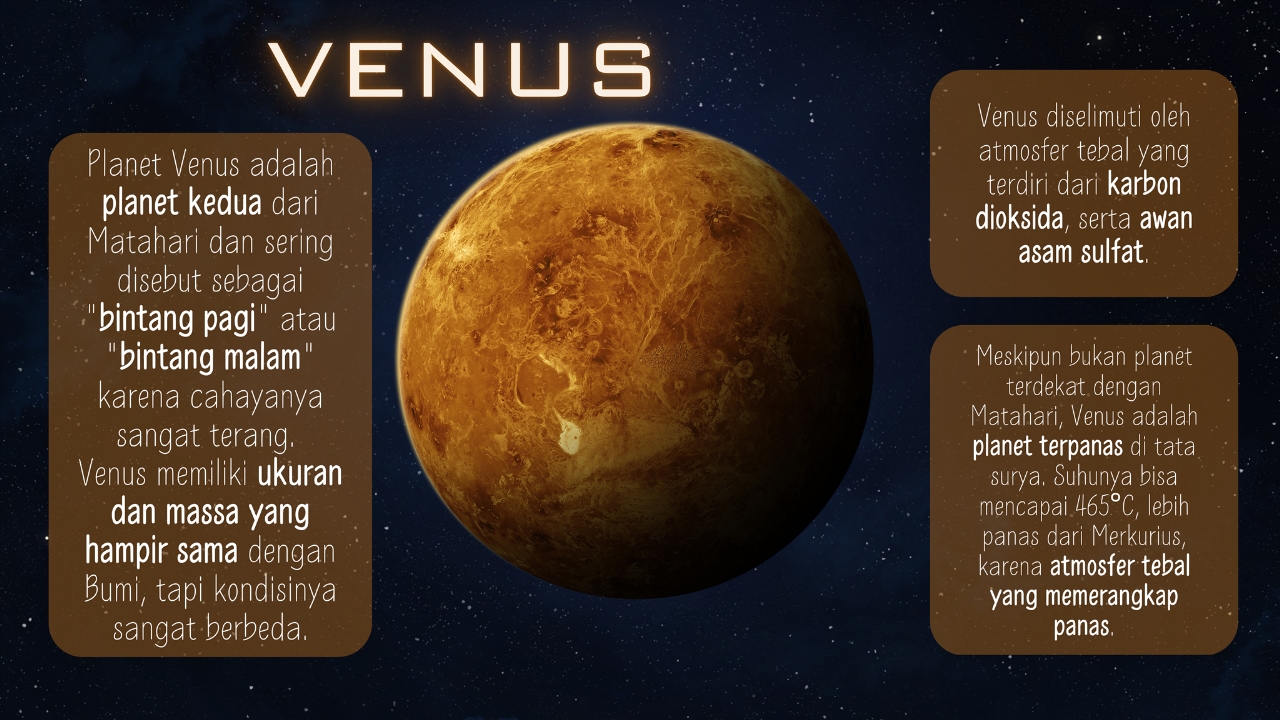 VENUS
Planet Venus adalah
planet kedua dari
Matahari dan sering
disebut sebagai
"bintang pagi" atau
"bintang malam"
karena cahayanya
sangat terang.
Venus memiliki ukuran
dan massa yang
hampir sama dengan
Bumi, tapi kondisinya
sangat berbeda.
Venus diselimuti oleh
atmosfer tebal yang
terdiri dari karbon
dioksida, serta awan
asam sulfat.
Meskipun bukan planet
terdekat dengan
Matahari, Venus adalah
planet terpanas di tata
surya. Suhunya bisa
mencapai 465°C, lebih
panas dari Merkurius,
karena atmosfer tebal
yang memerangkap
panas.